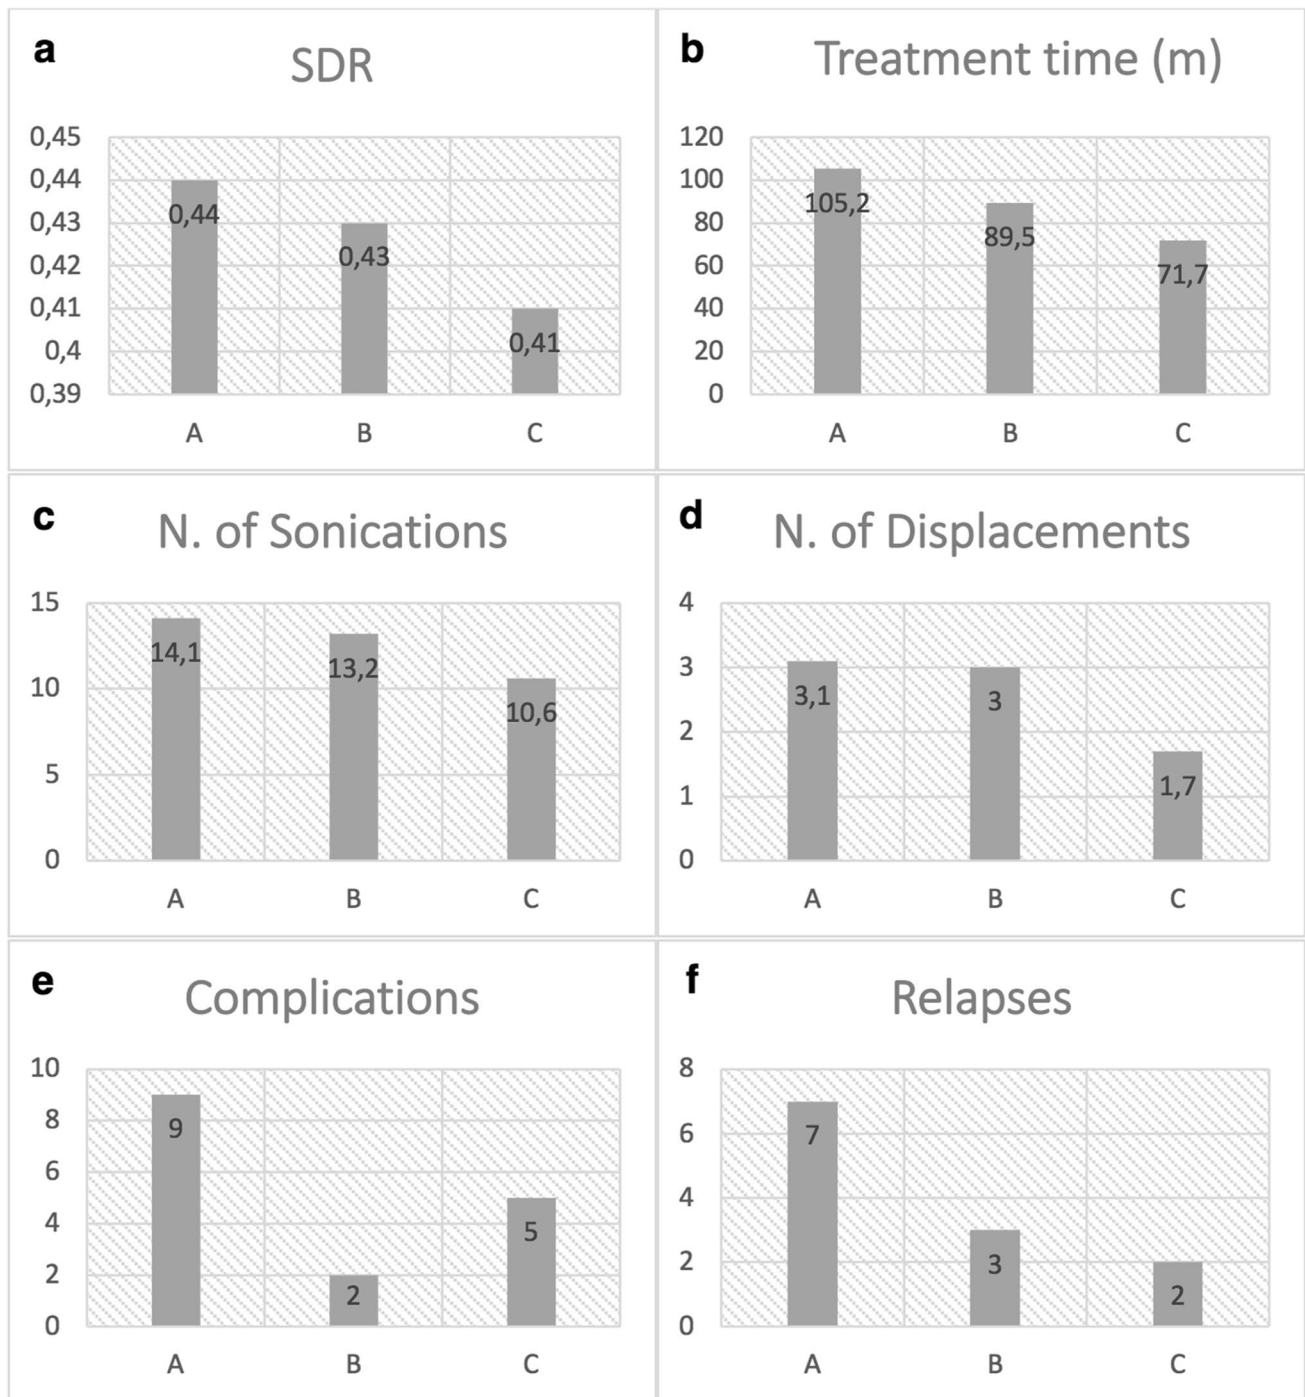 a
SDR
0,45
0,44
0,43
0,42
0,41
0,4
0,39
0,44
0,43
0,41
A B C
b
Treatment time (m)
120
100
80
60
40
20
0
105,2
89,5
71,7
A B C
c
N. of Sonications
15
10
5
0
14,1
13,2
10,6
A B C
d
N. of Displacements
4
3
2
1
0
3,1
3
1,7
A B C
e
Complications
10
8
6
4
2
0
9
2
5
A B C
f
Relapses
8
6
4
2
0
7
3
2
A B C